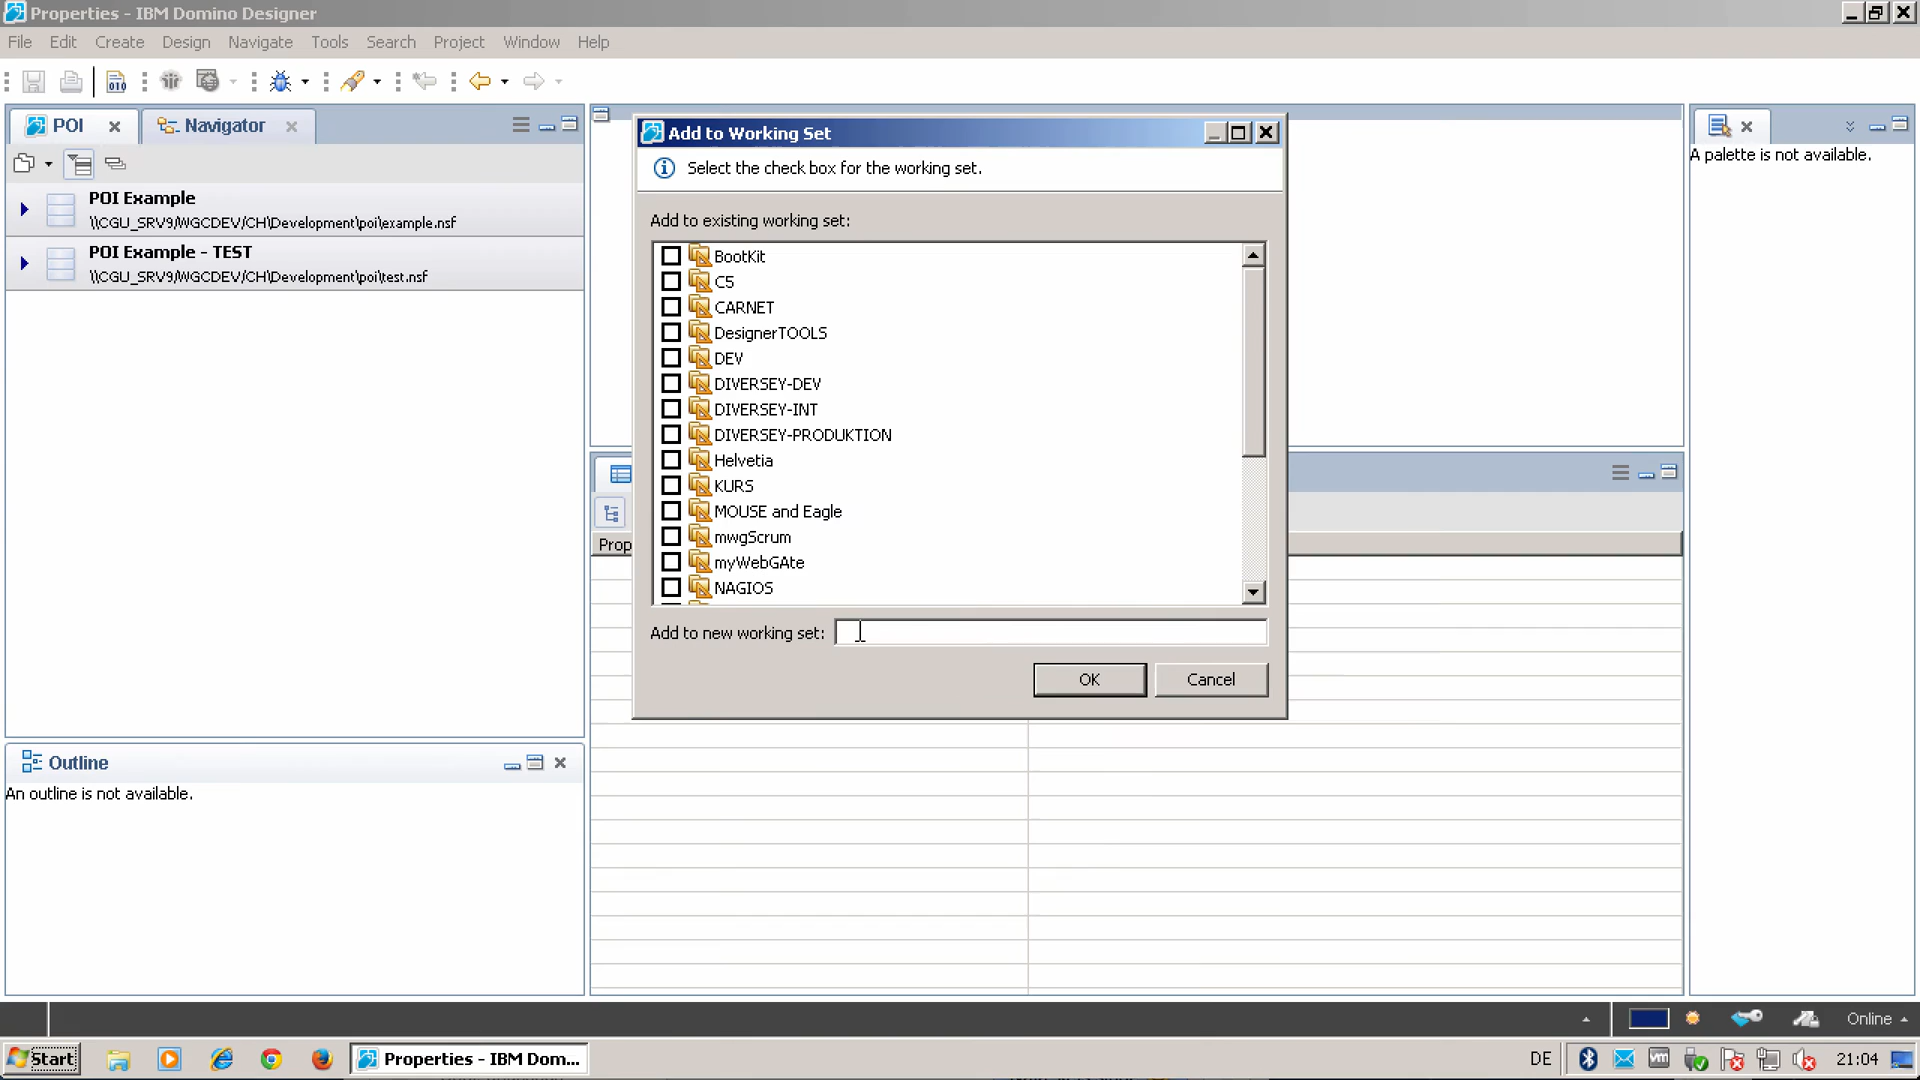 Properties - IBM Domino Designer
File Edit Create Design Navigate Tools Search Project Window Help
POI
Navigator
POI Example
\\CGU_SRV9/WGCDEV/CH\Development\poi\example.nsf
POI Example - TEST
\\CGU_SRV9/WGCDEV/CH\Development\poi\test.nsf
Add to Working Set
Select the check box for the working set.
Add to existing working set:
BootKit
C5
CARNET
DesignerTOOLS
DEV
DIVERSEY-DEV
DIVERSEY-INT
DIVERSEY-PRODUKTION
Helvetia
KURS
MOUSE and Eagle
mwgScrum
myWebGAte
NAGIOS
Add to new working set:
OK Cancel
Prop
A palette is not available.
Outline
An outline is not available.
Online
Start
Properties - IBM Dom...
DE
21:04